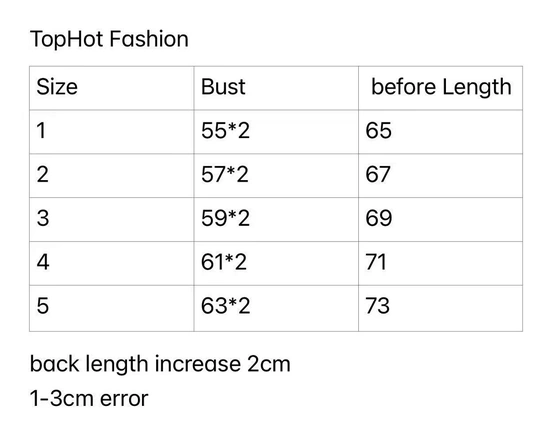 TopHot Fashion
Size Bust before Length
1 55*2 65
2 57*2 67
3 59*2 69
4 61*2 71
5 63*2 73
back length increase 2cm
1-3cm error